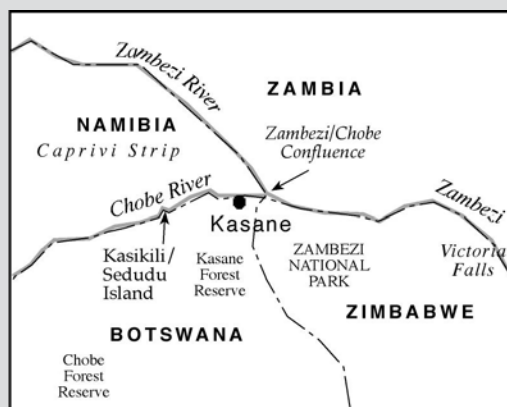 Zambezi River
ZAMBIA
NAMIBIA
Caprivi Strip
Zambezi/Chobe
Confluence
Chobe River
Zambezi
Kasane
Kasikili/
Sedudu
Island
Kasane
Forest
Reserve
ZAMBEZI
NATIONAL
PARK
Victoria
Falls
ZIMBABWE
BOTSWANA
Chobe
Forest
Reserve